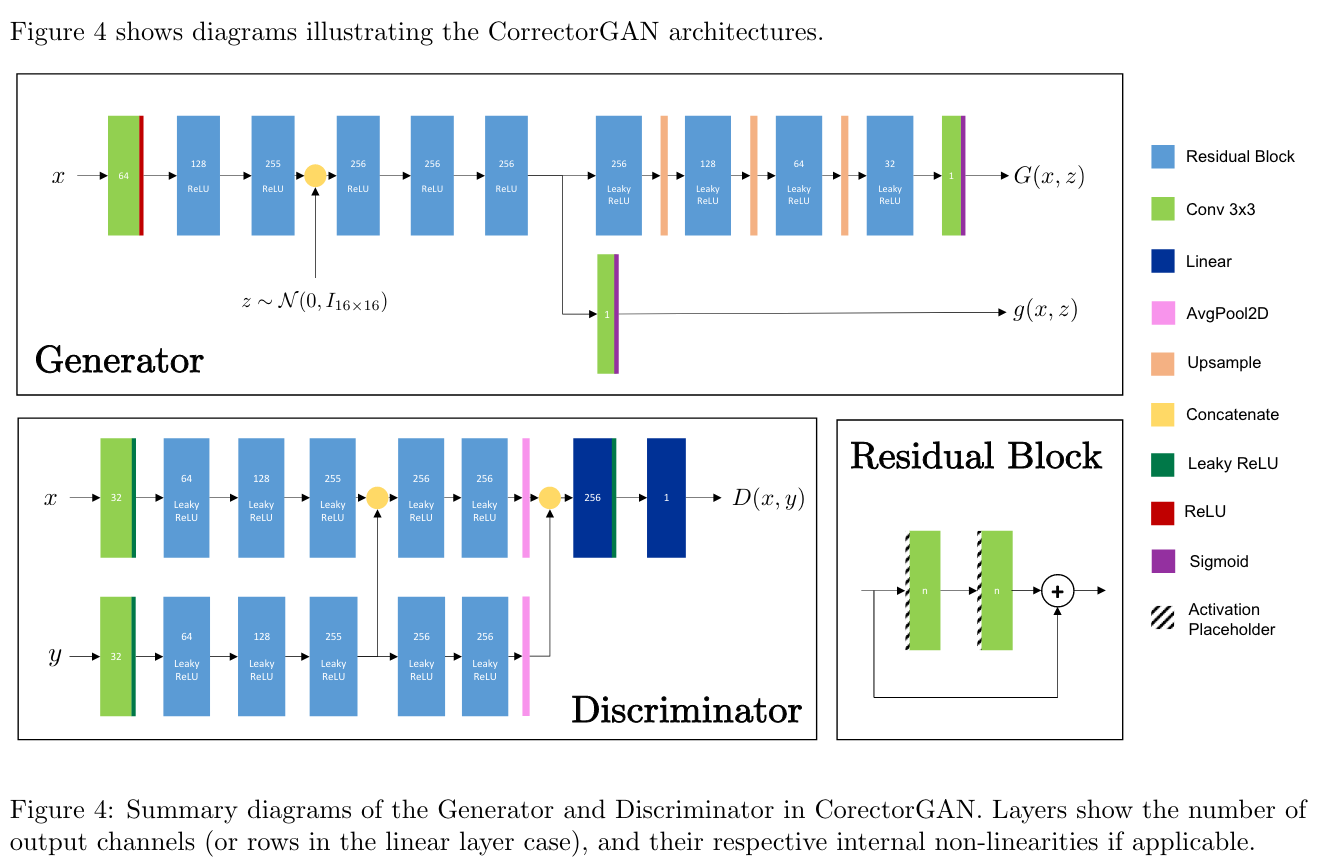 Figure 4 shows diagrams illustrating the CorrectorGAN architectures.
x
64
128
ReLU
255
ReLU
256
ReLU
256
ReLU
256
ReLU
256
Leaky
ReLU
128
Leaky
ReLU
64
Leaky
ReLU
32
Leaky
ReLU
1
G(x, z)
z ∼ 𝒩(0, I₁₆×₁₆)
1
g(x, z)
Generator
x
32
64
Leaky
ReLU
128
Leaky
ReLU
255
Leaky
ReLU
256
Leaky
ReLU
256
Leaky
ReLU
256
1
D(x, y)
y
32
64
Leaky
ReLU
128
Leaky
ReLU
255
Leaky
ReLU
256
Leaky
ReLU
256
Leaky
ReLU
Discriminator
Residual Block
n
n
+
Residual Block
Conv 3x3
Linear
AvgPool2D
Upsample
Concatenate
Leaky ReLU
ReLU
Sigmoid
Activation
Placeholder
Figure 4: Summary diagrams of the Generator and Discriminator in CorectorGAN. Layers show the number of
output channels (or rows in the linear layer case), and their respective internal non-linearities if applicable.